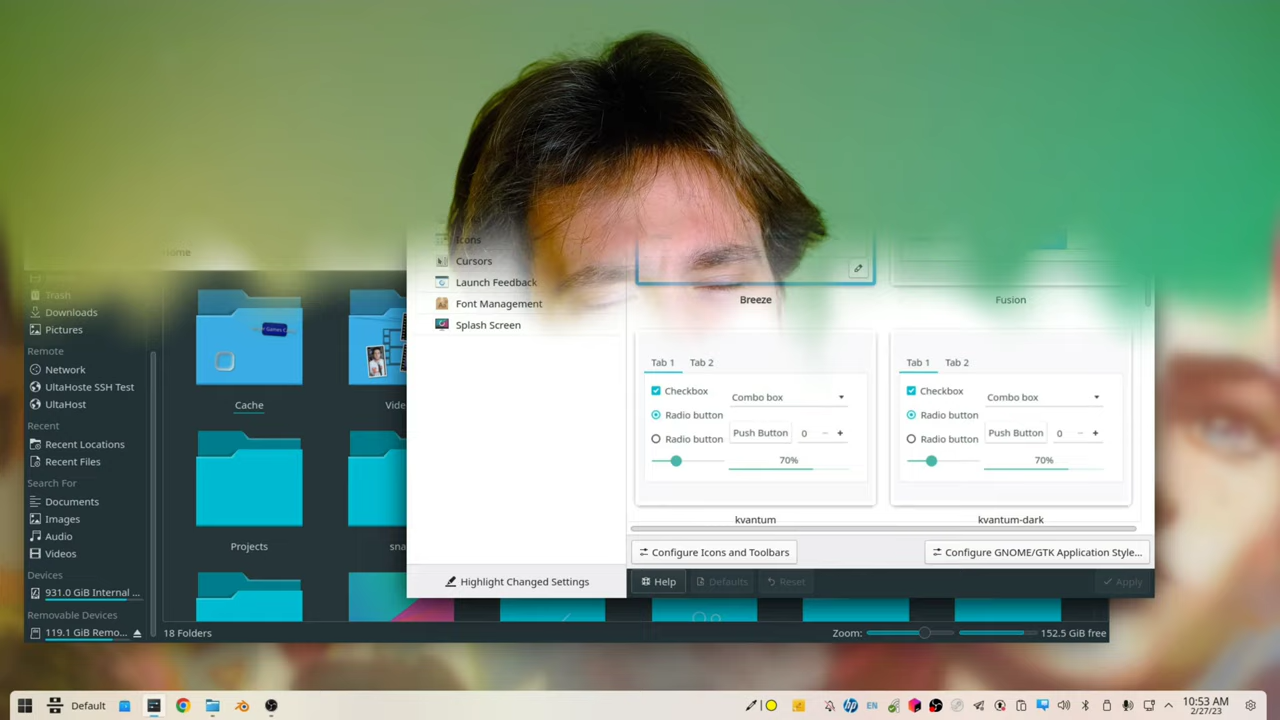 Home
Icons
Cursors
Launch Feedback
Font Management
Splash Screen
Breeze
Fusion
Trash
Downloads
Pictures
Remote
Network
UltaHoste SSH Test
UltaHost
Recent
Recent Locations
Recent Files
Search For
Documents
Images
Audio
Videos
Devices
931.0 GiB Internal ...
Removable Devices
119.1 GiB Remo...
Cache
Vide
Projects
sna
18 Folders
Tab 1 Tab 2
Checkbox
Combo box
Radio button
Push Button 0 − +
Radio button
70%
kvantum
Tab 1 Tab 2
Checkbox
Combo box
Radio button
Push Button 0 − +
Radio button
70%
kvantum-dark
Configure Icons and Toolbars
Configure GNOME/GTK Application Style...
Highlight Changed Settings
Help Defaults Reset Apply
Zoom: 152.5 GiB free
Default
EN
10:53 AM
2/27/23